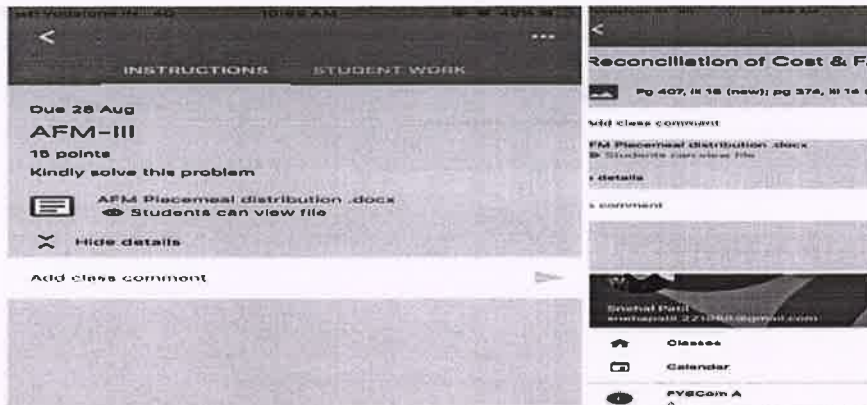 INSTRUCTIONS STUDENT WORK
Due 28 Aug
AFM-III
15 points
Kindly solve this problem
AFM Piecemeal distribution .docx
Students can view file
Hide details
Add class comment
Reconciliation of Cost & F
Add class comment
FM Piecemeal distribution .docx
Students can view file
details
comment
Snehal Patil
Classes
Calendar
FYBCom A